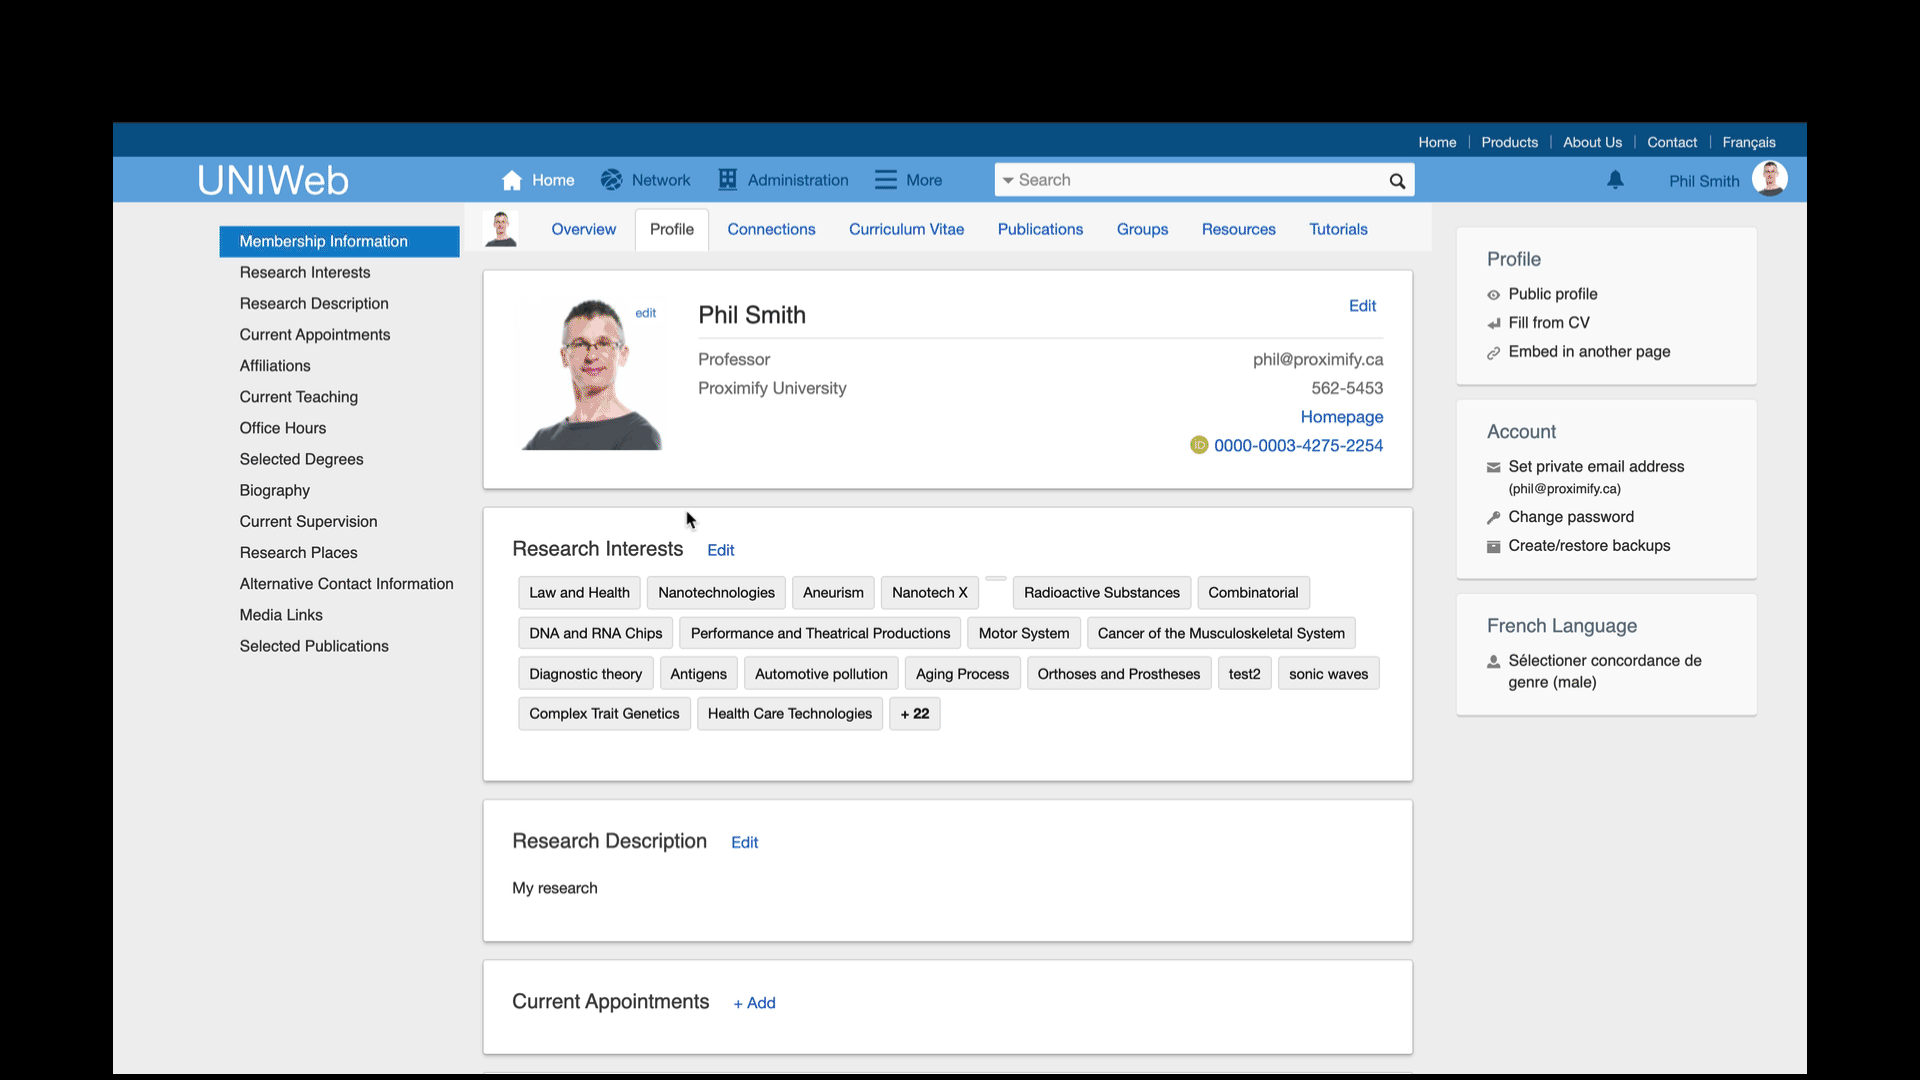 Home | Products | About Us | Contact | Français
UNIWeb
Home Network Administration More
Search
Phil Smith
Overview Profile Connections Curriculum Vitae Publications Groups Resources Tutorials
Membership Information
Research Interests
Research Description
Current Appointments
Affiliations
Current Teaching
Office Hours
Selected Degrees
Biography
Current Supervision
Research Places
Alternative Contact Information
Media Links
Selected Publications
edit
Phil Smith
Edit
Professor
phil@proximify.ca
Proximify University
562-5453
Homepage
iD 0000-0003-4275-2254
Research Interests Edit
Law and Health Nanotechnologies Aneurism Nanotech X Radioactive Substances Combinatorial
DNA and RNA Chips Performance and Theatrical Productions Motor System Cancer of the Musculoskeletal System
Diagnostic theory Antigens Automotive pollution Aging Process Orthoses and Prostheses test2 sonic waves
Complex Trait Genetics Health Care Technologies + 22
Research Description Edit
My research
Current Appointments + Add
Profile
Public profile
Fill from CV
Embed in another page
Account
Set private email address
(phil@proximify.ca)
Change password
Create/restore backups
French Language
Sélectioner concordance de
genre (male)